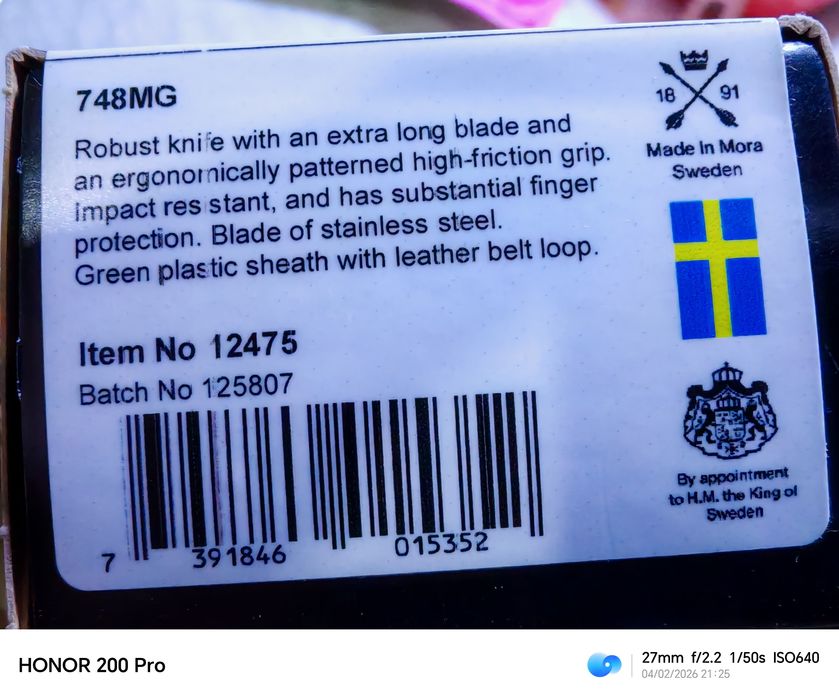 748MG
Robust knife with an extra long blade and
an ergonomically patterned high-friction grip.
Impact resistant, and has substantial finger
protection. Blade of stainless steel.
Green plastic sheath with leather belt loop.
Item No 12475
Batch No 125807
7 391846 015352
18 91
Made In Mora
Sweden
By appointment
to H.M. the King of
Sweden
HONOR 200 Pro
27mm f/2.2 1/50s ISO640
04/02/2026 21:25